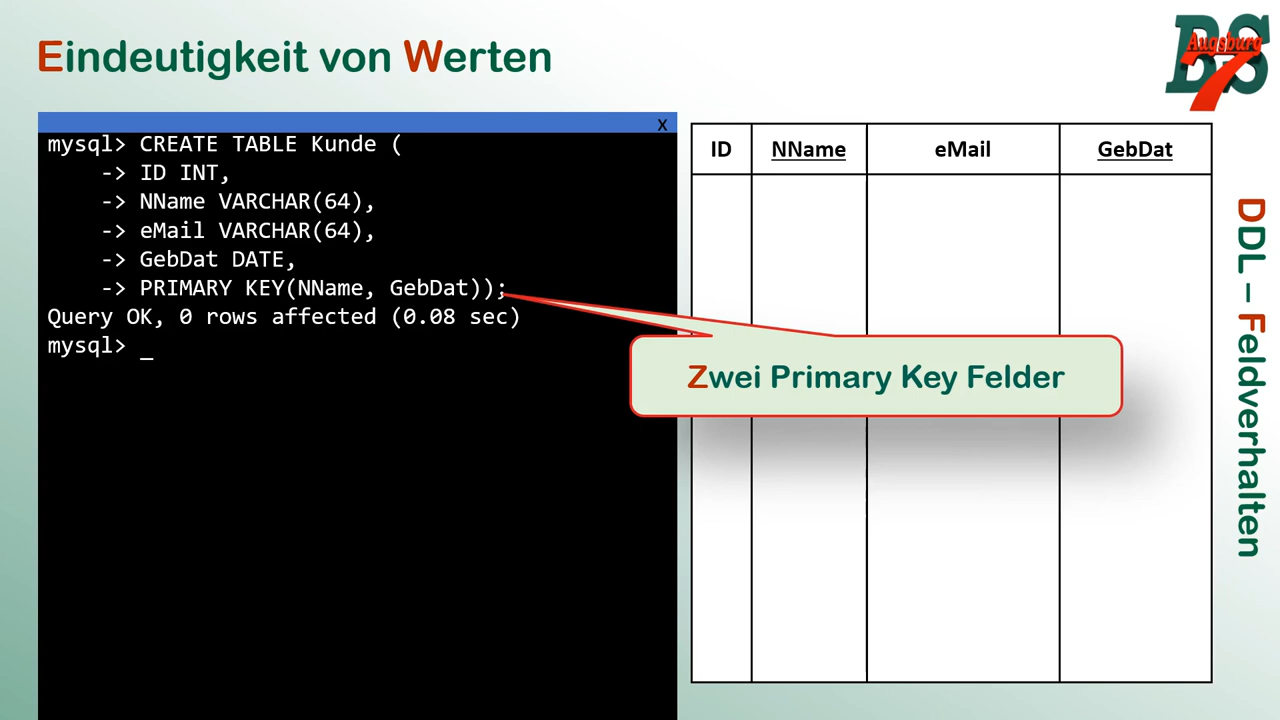 Eindeutigkeit von Werten
BS
Augsburg
7
x
mysql> CREATE TABLE Kunde (
-> ID INT,
-> NName VARCHAR(64),
-> eMail VARCHAR(64),
-> GebDat DATE,
-> PRIMARY KEY(NName, GebDat));
Query OK, 0 rows affected (0.08 sec)
mysql> _
ID NName eMail GebDat
Zwei Primary Key Felder
DDL – Feldverhalten